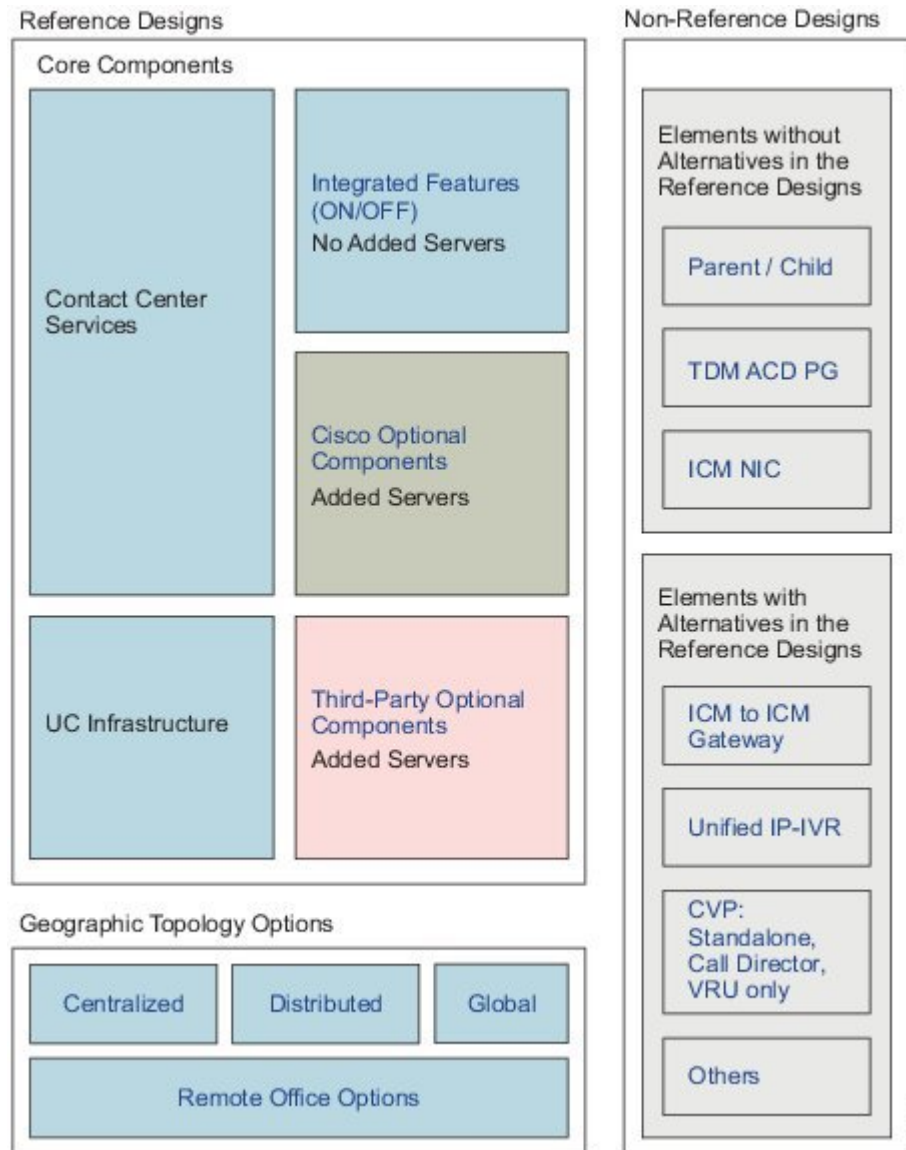 Reference Designs
Core Components
Contact Center
Services
Integrated Features
(ON/OFF)
No Added Servers
Cisco Optional
Components
Added Servers
UC Infrastructure
Third-Party Optional
Components
Added Servers
Geographic Topology Options
Centralized
Distributed
Global
Remote Office Options
Non-Reference Designs
Elements without
Alternatives in the
Reference Designs
Parent / Child
TDM ACD PG
ICM NIC
Elements with
Alternatives in the
Reference Designs
ICM to ICM
Gateway
Unified IP-IVR
CVP:
Standalone,
Call Director,
VRU only
Others